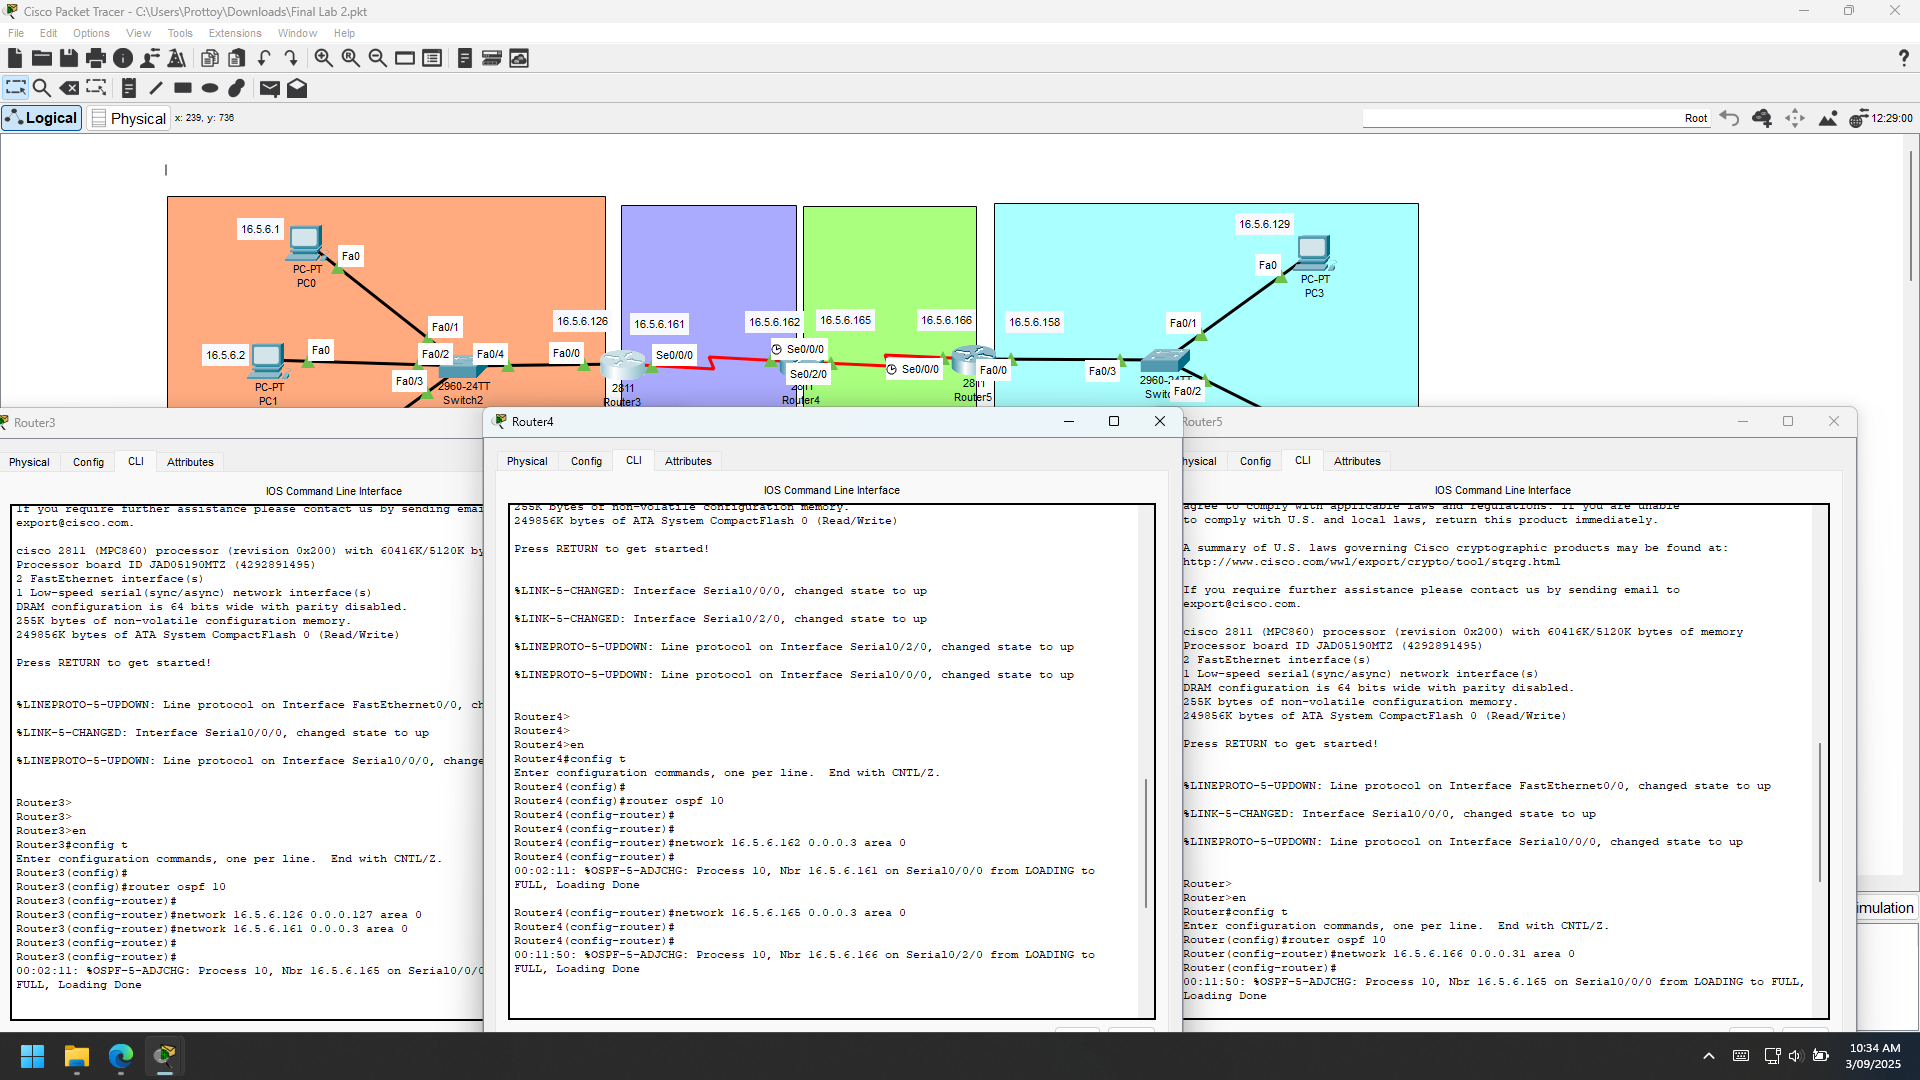 Cisco Packet Tracer - C:\Users\Prottoy\Downloads\Final Lab 2.pkt
File Edit Options View Tools Extensions Window Help
Logical Physical x: 239, y: 736 Root 12:29:00
16.5.6.1
Fa0
PC-PT
PC0
16.5.6.2
Fa0
PC-PT
PC1
Fa0/1
Fa0/2
Fa0/3
Fa0/4
2960-24TT
Switch2
16.5.6.126
Fa0/0
2811
Router3
16.5.6.161
Se0/0/0
16.5.6.162
Se0/0/0
Se0/2/0
2811
Router4
16.5.6.165
16.5.6.166
Se0/0/0
2811
Router5
Fa0/0
16.5.6.158
Fa0/3
Fa0/1
2960-24TT
Switc
Fa0/2
16.5.6.129
Fa0
PC-PT
PC3
Router3
Physical Config CLI Attributes
IOS Command Line Interface
If you require further assistance please contact us by sending emai
export@cisco.com.
cisco 2811 (MPC860) processor (revision 0x200) with 60416K/5120K by
Processor board ID JAD05190MTZ (4292891495)
2 FastEthernet interface(s)
1 Low-speed serial(sync/async) network interface(s)
DRAM configuration is 64 bits wide with parity disabled.
255K bytes of non-volatile configuration memory.
249856K bytes of ATA System CompactFlash 0 (Read/Write)
Press RETURN to get started!
%LINEPROTO-5-UPDOWN: Line protocol on Interface FastEthernet0/0, ch
%LINK-5-CHANGED: Interface Serial0/0/0, changed state to up
%LINEPROTO-5-UPDOWN: Line protocol on Interface Serial0/0/0, change
Router3>
Router3>
Router3>en
Router3#config t
Enter configuration commands, one per line.  End with CNTL/Z.
Router3(config)#
Router3(config)#router ospf 10
Router3(config-router)#
Router3(config-router)#network 16.5.6.126 0.0.0.127 area 0
Router3(config-router)#network 16.5.6.161 0.0.0.3 area 0
Router3(config-router)#
Router3(config-router)#
00:02:11: %OSPF-5-ADJCHG: Process 10, Nbr 16.5.6.165 on Serial0/0/0
FULL, Loading Done
Router4
Physical Config CLI Attributes
IOS Command Line Interface
255K bytes of non-volatile configuration memory.
249856K bytes of ATA System CompactFlash 0 (Read/Write)
Press RETURN to get started!
%LINK-5-CHANGED: Interface Serial0/0/0, changed state to up
%LINK-5-CHANGED: Interface Serial0/2/0, changed state to up
%LINEPROTO-5-UPDOWN: Line protocol on Interface Serial0/2/0, changed state to up
%LINEPROTO-5-UPDOWN: Line protocol on Interface Serial0/0/0, changed state to up
Router4>
Router4>
Router4>en
Router4#config t
Enter configuration commands, one per line.  End with CNTL/Z.
Router4(config)#
Router4(config)#router ospf 10
Router4(config-router)#
Router4(config-router)#
Router4(config-router)#network 16.5.6.162 0.0.0.3 area 0
Router4(config-router)#
00:02:11: %OSPF-5-ADJCHG: Process 10, Nbr 16.5.6.161 on Serial0/0/0 from LOADING to
FULL, Loading Done
Router4(config-router)#network 16.5.6.165 0.0.0.3 area 0
Router4(config-router)#
Router4(config-router)#
00:11:50: %OSPF-5-ADJCHG: Process 10, Nbr 16.5.6.166 on Serial0/2/0 from LOADING to
FULL, Loading Done
Router5
hysical Config CLI Attributes
IOS Command Line Interface
agree to comply with applicable laws and regulations. If you are unable
to comply with U.S. and local laws, return this product immediately.
A summary of U.S. laws governing Cisco cryptographic products may be found at:
http://www.cisco.com/wwl/export/crypto/tool/stqrg.html
If you require further assistance please contact us by sending email to
export@cisco.com.
cisco 2811 (MPC860) processor (revision 0x200) with 60416K/5120K bytes of memory
Processor board ID JAD05190MTZ (4292891495)
2 FastEthernet interface(s)
1 Low-speed serial(sync/async) network interface(s)
DRAM configuration is 64 bits wide with parity disabled.
255K bytes of non-volatile configuration memory.
249856K bytes of ATA System CompactFlash 0 (Read/Write)
Press RETURN to get started!
%LINEPROTO-5-UPDOWN: Line protocol on Interface FastEthernet0/0, changed state to up
%LINK-5-CHANGED: Interface Serial0/0/0, changed state to up
%LINEPROTO-5-UPDOWN: Line protocol on Interface Serial0/0/0, changed state to up
Router>
Router>en
Router#config t
Enter configuration commands, one per line.  End with CNTL/Z.
Router(config)#router ospf 10
Router(config-router)#network 16.5.6.166 0.0.0.31 area 0
Router(config-router)#
00:11:50: %OSPF-5-ADJCHG: Process 10, Nbr 16.5.6.165 on Serial0/0/0 from LOADING to FULL,
Loading Done
imulation
10:34 AM
3/09/2025